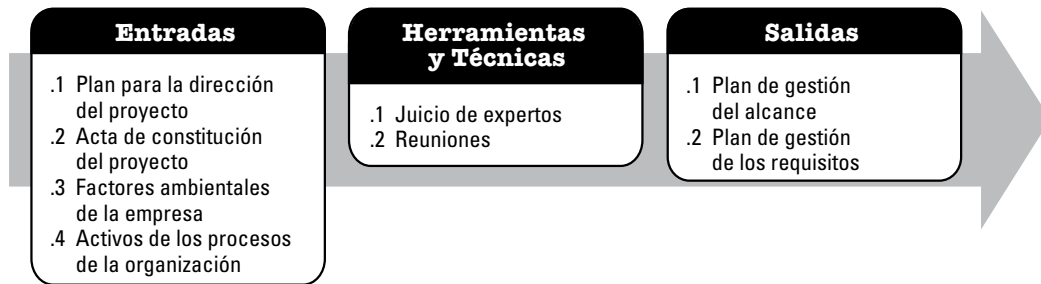 Entradas
.1 Plan para la dirección
del proyecto
.2 Acta de constitución
del proyecto
.3 Factores ambientales
de la empresa
.4 Activos de los procesos
de la organización
Herramientas
y Técnicas
.1 Juicio de expertos
.2 Reuniones
Salidas
.1 Plan de gestión
del alcance
.2 Plan de gestión
de los requisitos